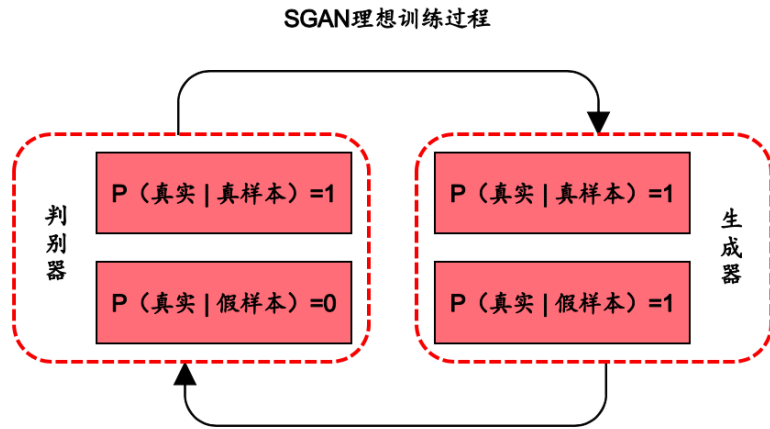 SGAN理想训练过程
判别器
P（真实 | 真样本）=1
P（真实 | 假样本）=0
P（真实 | 真样本）=1
P（真实 | 假样本）=1
生成器